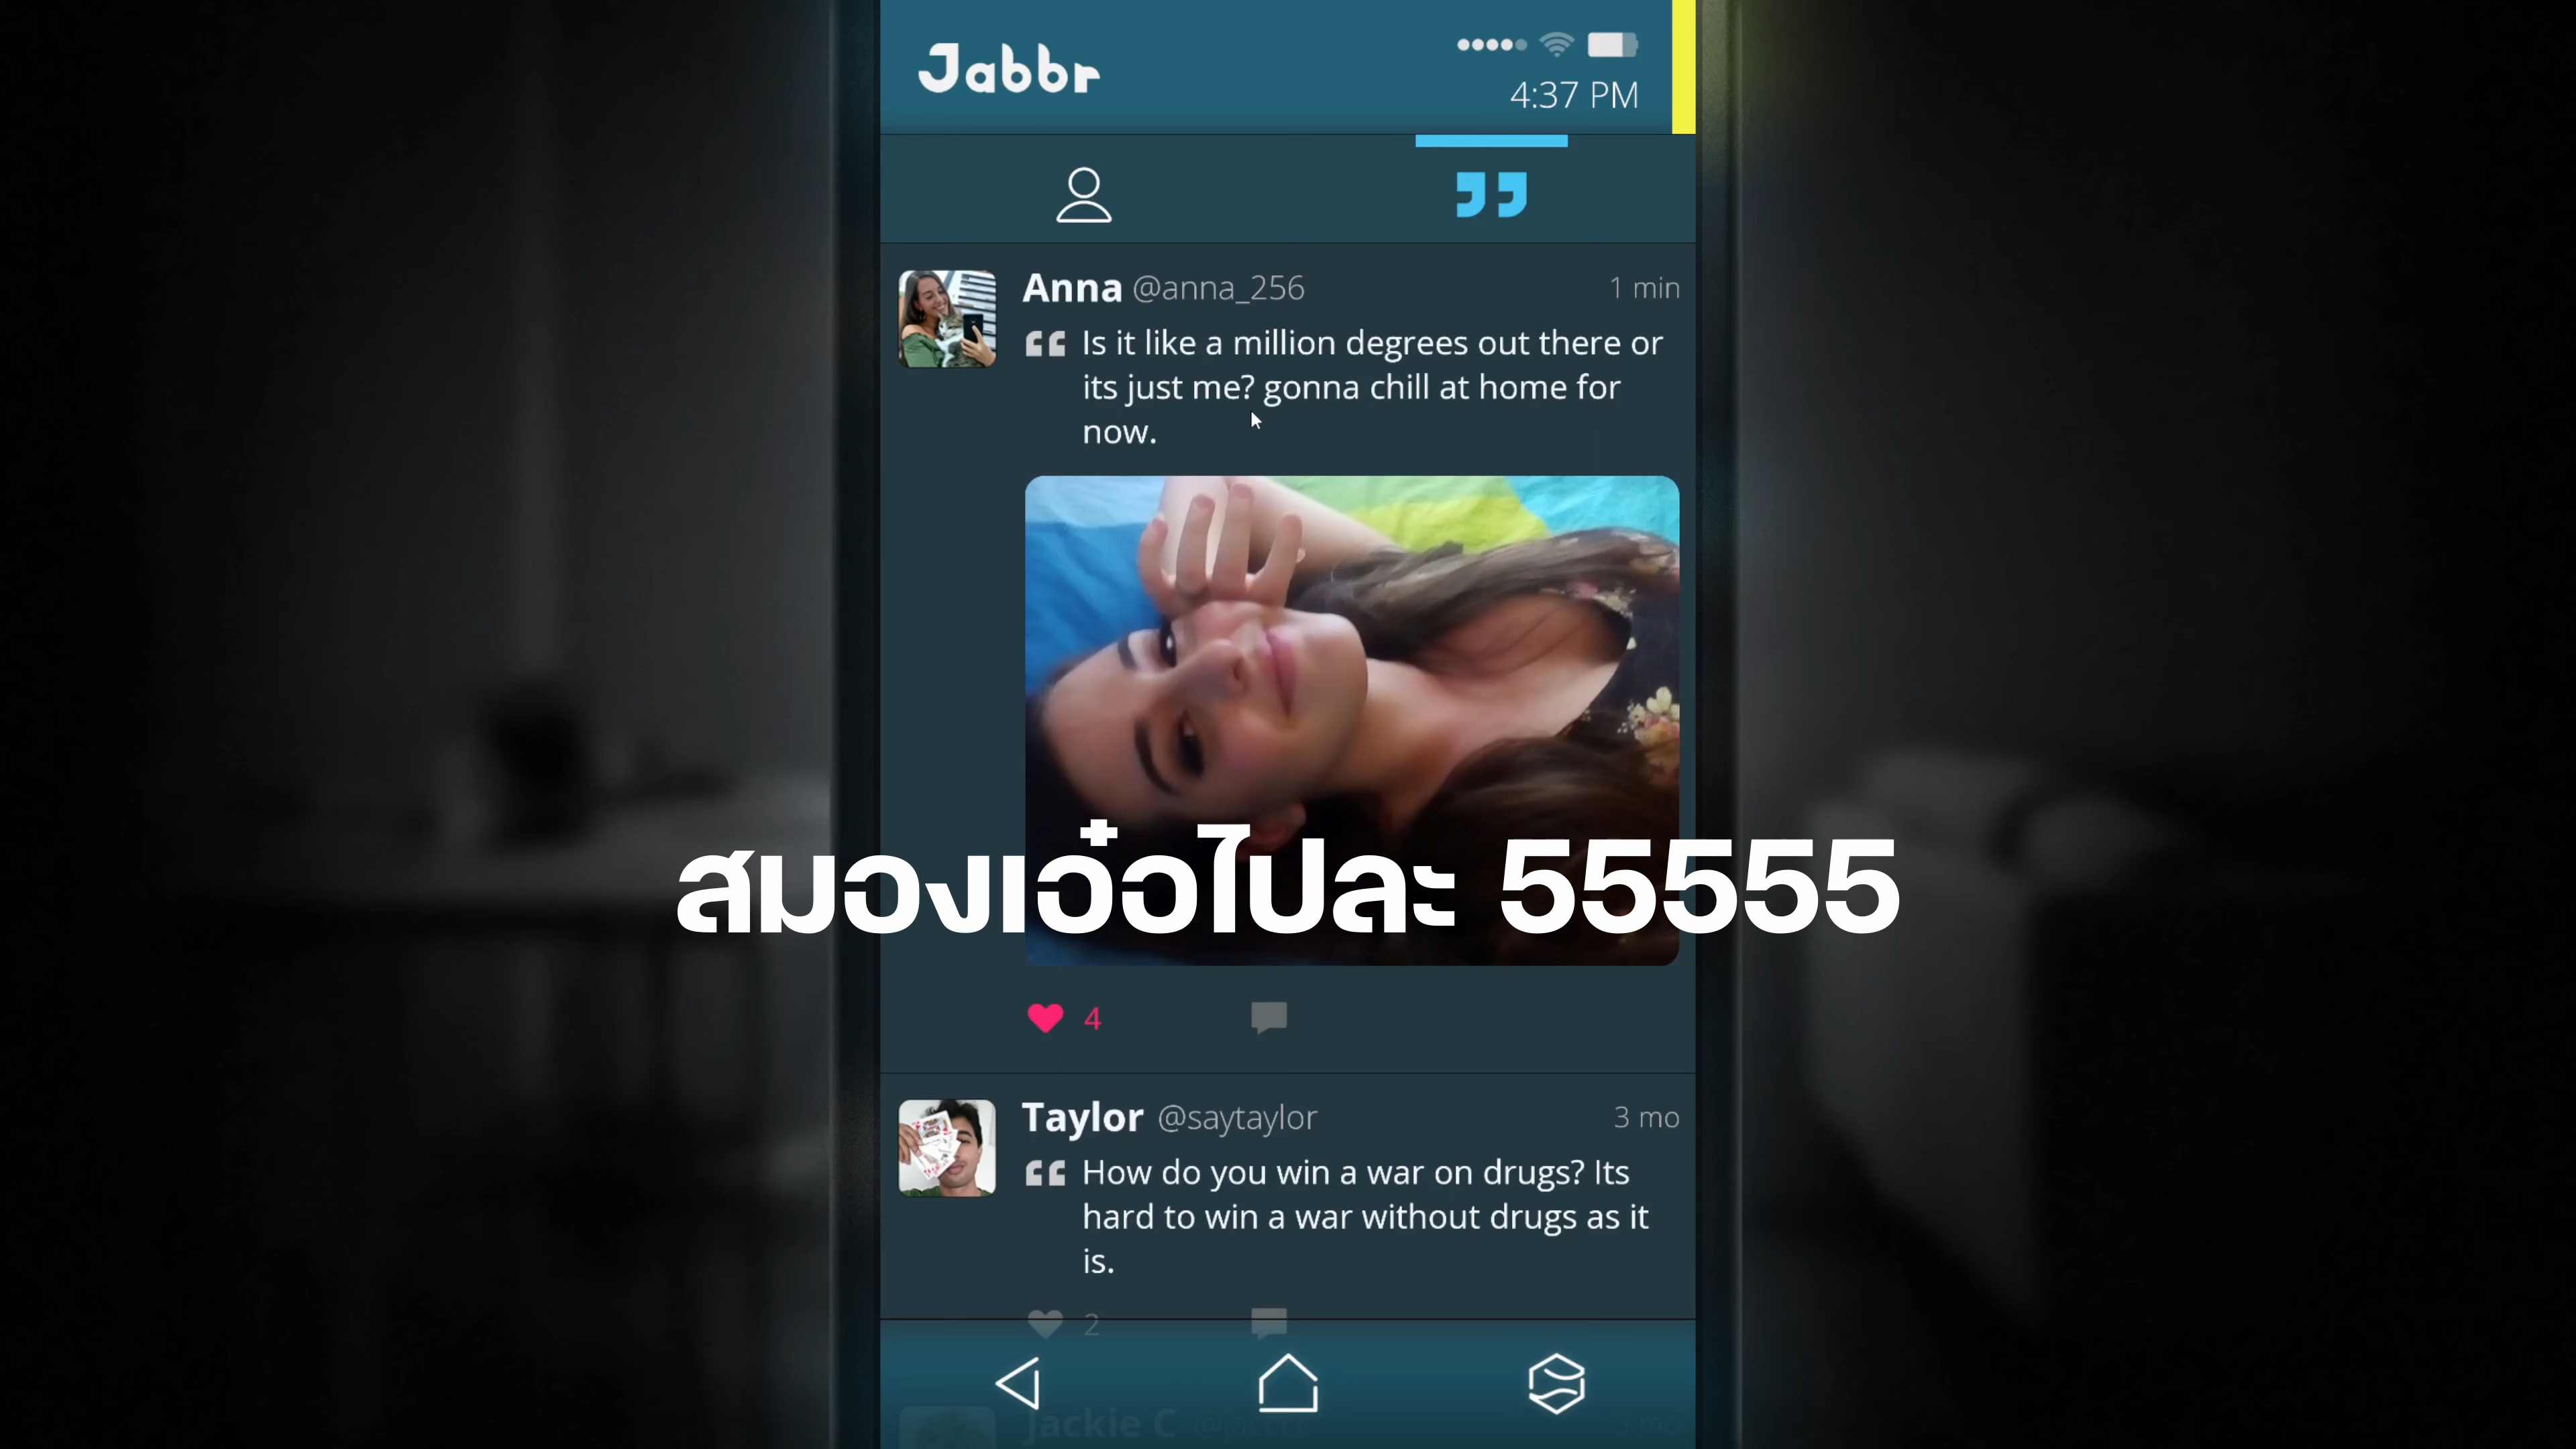 Jabbr
4:37 PM
Anna @anna_256 1 min
Is it like a million degrees out there or
its just me? gonna chill at home for
now.
สมองเอ๋อไปละ 55555
4
Taylor @saytaylor 3 mo
How do you win a war on drugs? Its
hard to win a war without drugs as it
is.
2
Jackie C 3 mo